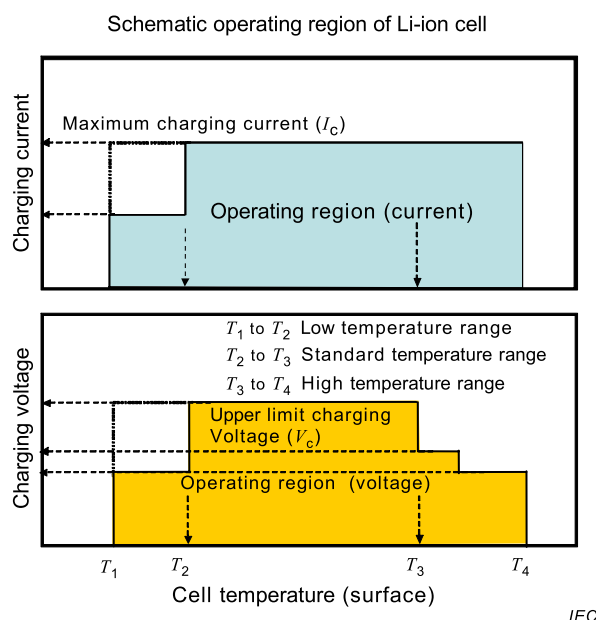 Schematic operating region of Li-ion cell
Charging current
Maximum charging current (Ic)
Operating region (current)
Charging voltage
T1 to T2 Low temperature range
T2 to T3 Standard temperature range
T3 to T4 High temperature range
Upper limit charging
Voltage (Vc)
Operating region (voltage)
T1 T2 T3 T4
Cell temperature (surface)
IEC